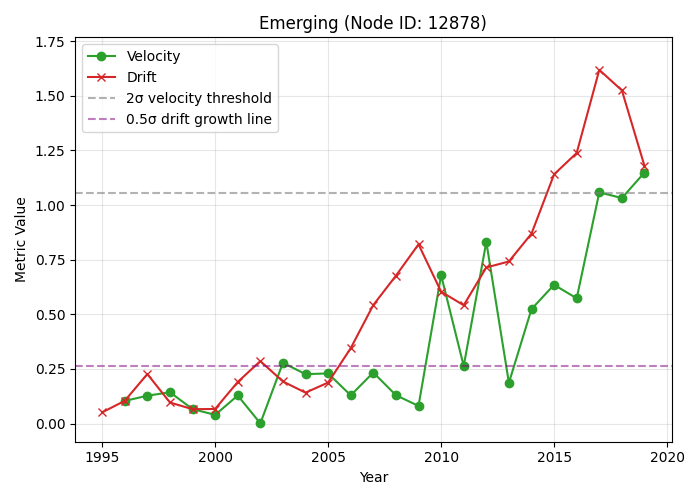 Emerging (Node ID: 12878)
Velocity
Drift
2σ velocity threshold
0.5σ drift growth line
Metric Value
1.75
1.50
1.25
1.00
0.75
0.50
0.25
0.00
1995 2000 2005 2010 2015 2020
Year